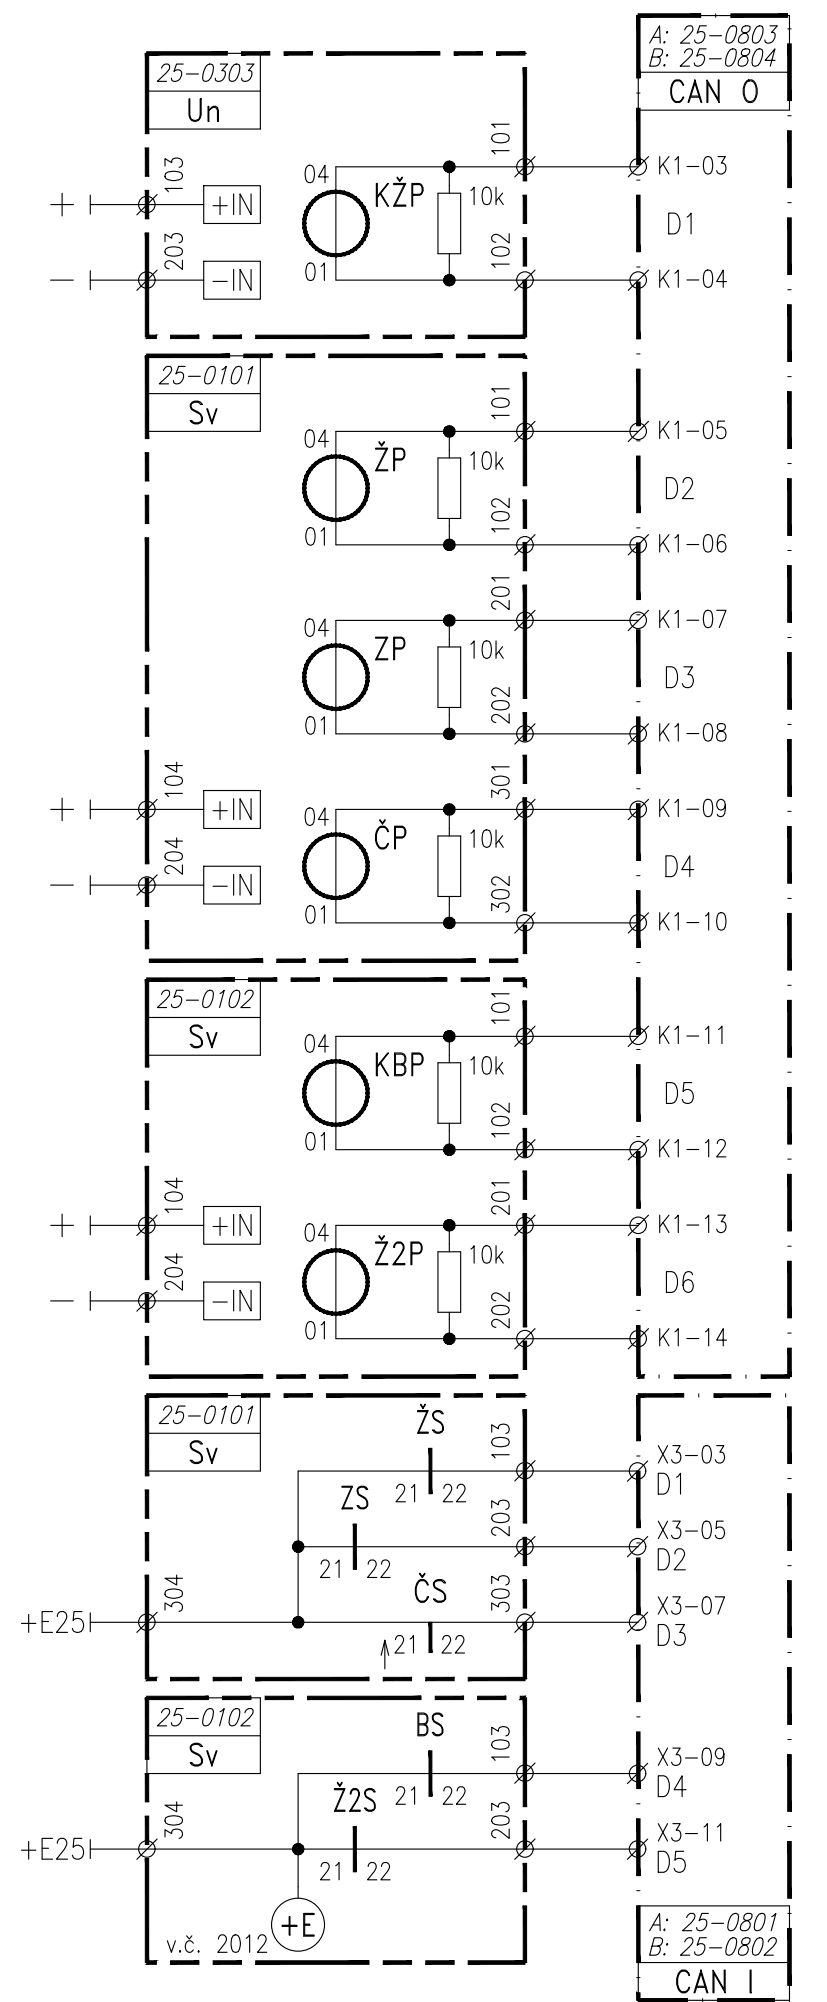 A: 25-0803
B: 25-0804
CAN O
25-0303
Un
101
103
04
KŽP
10k
K1-03
+
+IN
D1
203
102
−
-IN
01
K1-04
25-0101
Sv
101
04
ŽP
10k
K1-05
D2
102
01
K1-06
201
04
ZP
10k
K1-07
D3
202
01
K1-08
104
301
+
+IN
04
ČP
10k
K1-09
D4
204
302
−
-IN
01
K1-10
25-0102
Sv
101
04
KBP
10k
K1-11
D5
102
01
K1-12
104
201
+
+IN
04
Ž2P
10k
K1-13
D6
204
202
−
-IN
01
K1-14
25-0101
Sv
ŽS
103
X3-03
D1
21 22
ZS
203
X3-05
D2
21 22
304
ČS
303
X3-07
+E25
D3
21 22
25-0102
Sv
BS
103
X3-09
D4
21 22
304
Ž2S
203
X3-11
+E25
D5
21 22
+E
v.č. 2012
A: 25-0801
B: 25-0802
CAN I